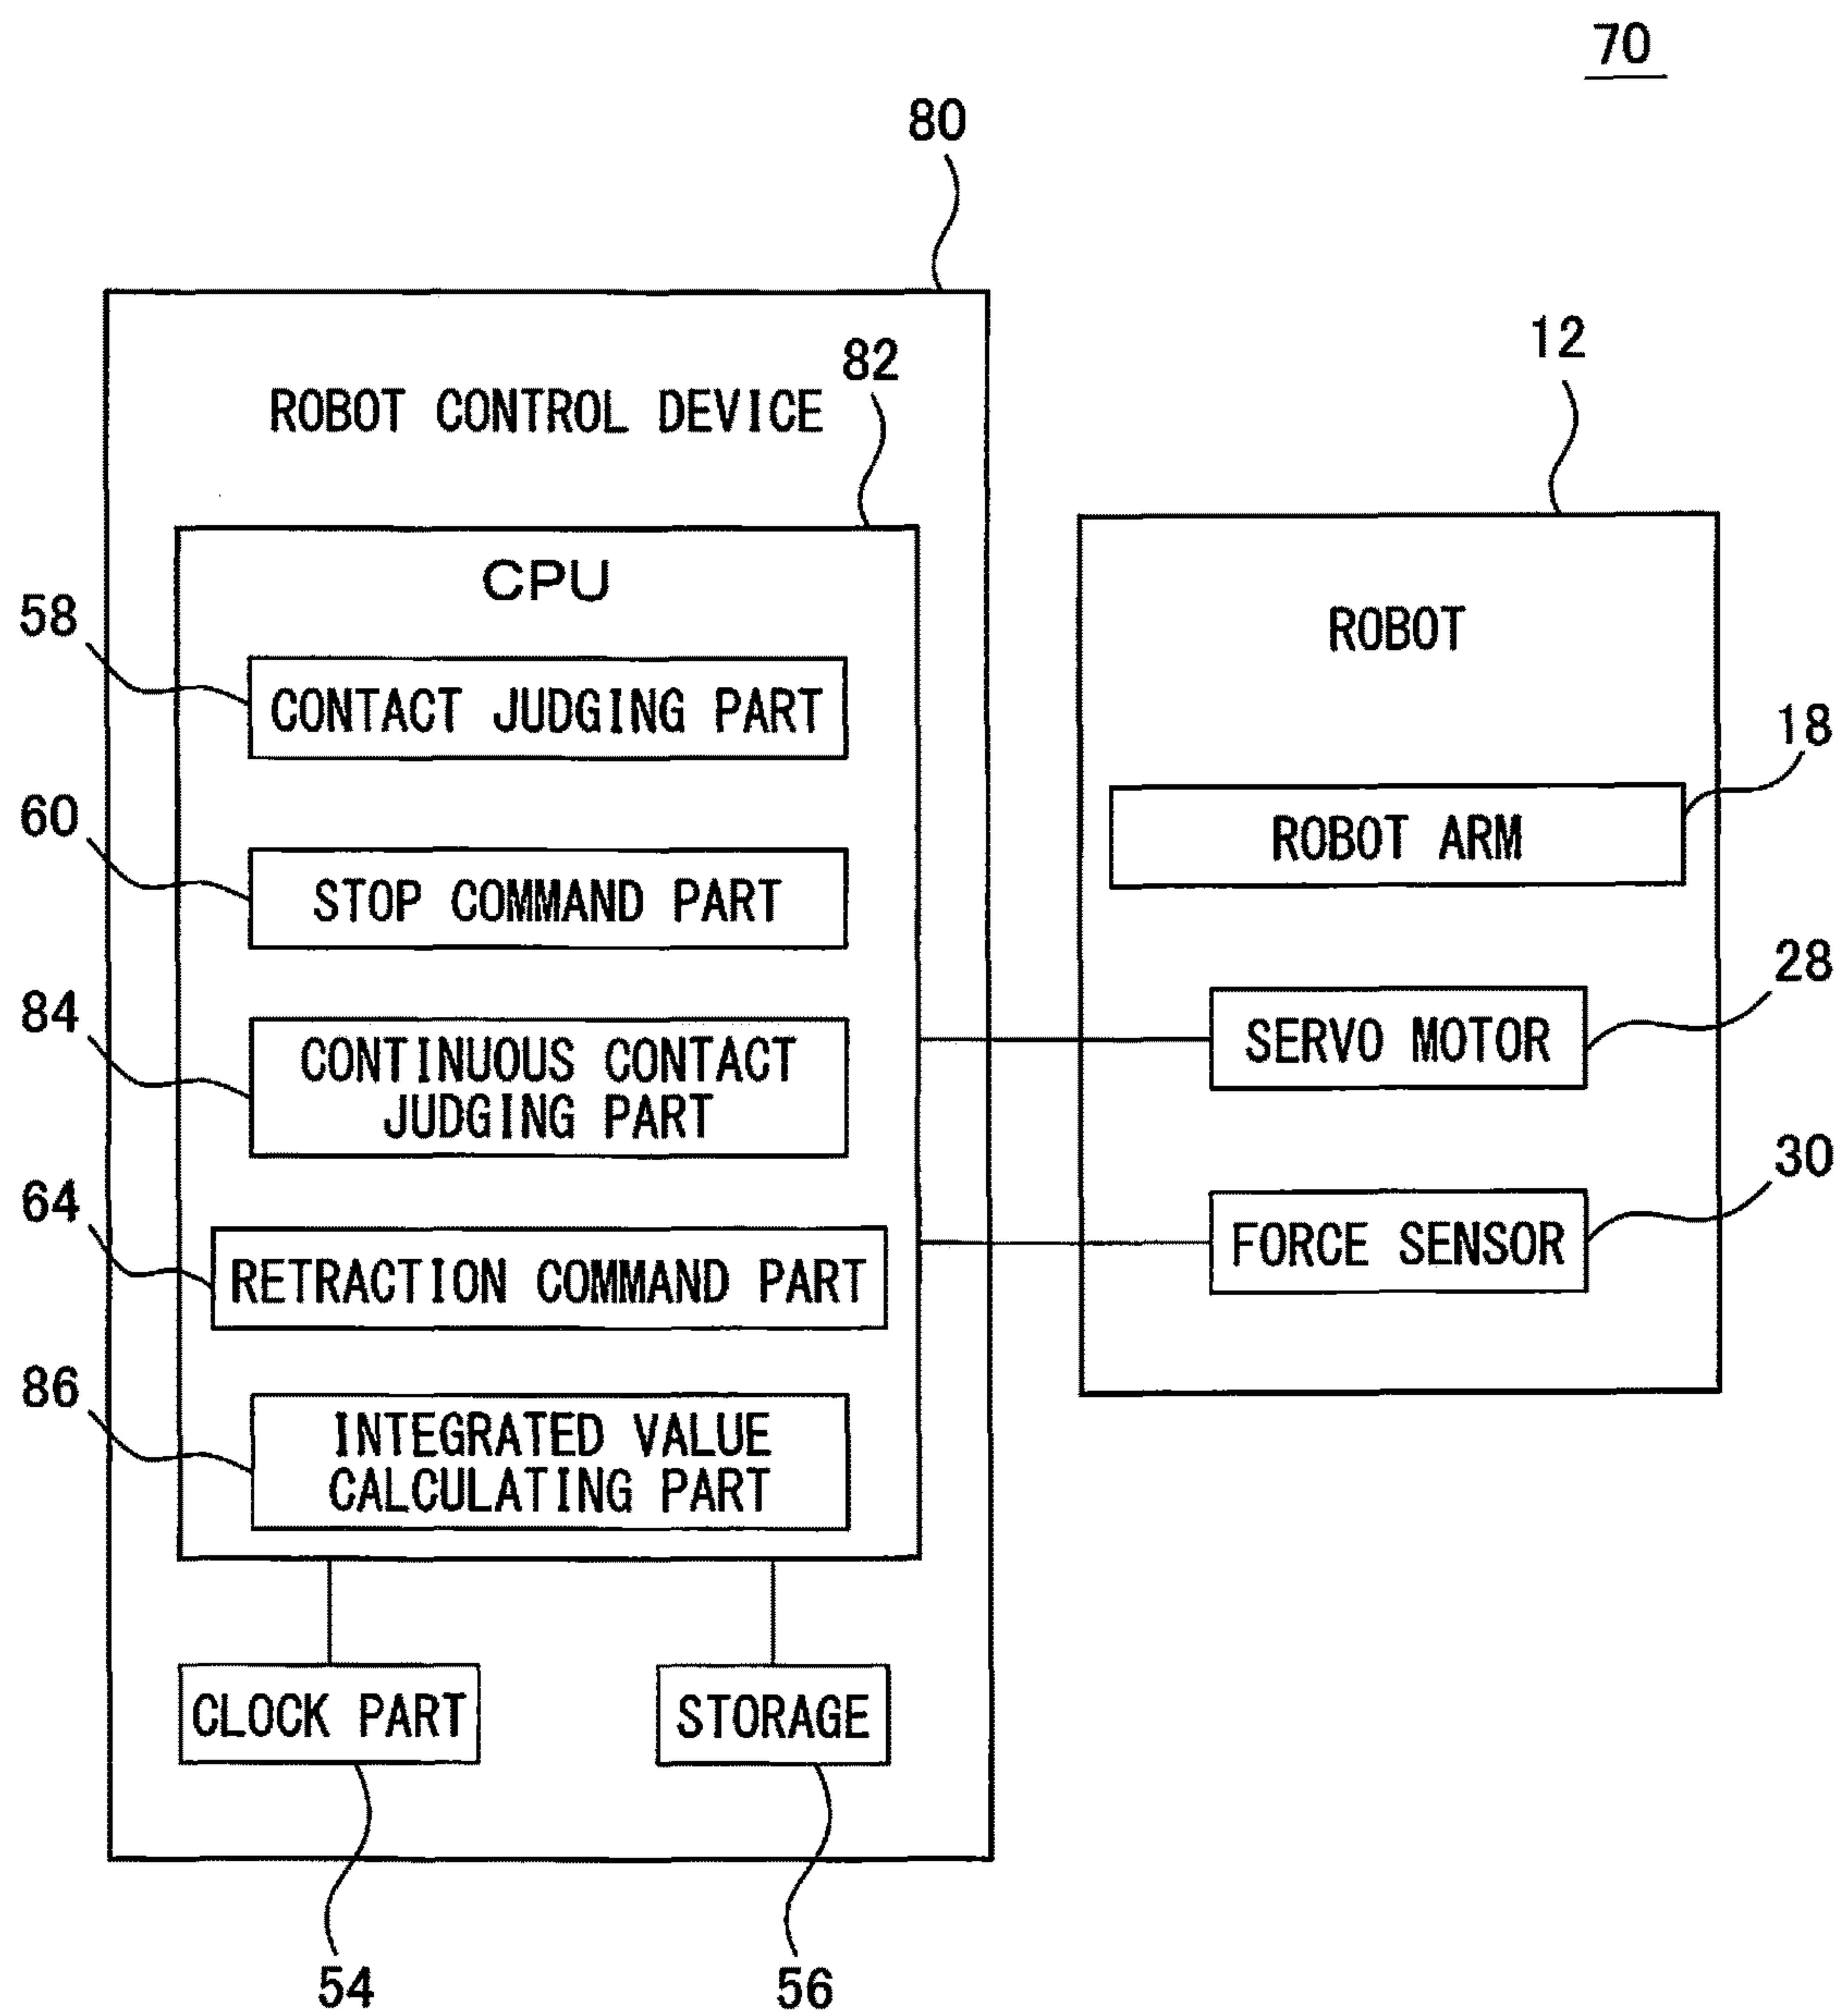 70
80
12
82
ROBOT CONTROL DEVICE
CPU
58
CONTACT JUDGING PART
60
STOP COMMAND PART
84
CONTINUOUS CONTACT
JUDGING PART
64
RETRACTION COMMAND PART
86
INTEGRATED VALUE
CALCULATING PART
CLOCK PART
STORAGE
54
56
ROBOT
18
ROBOT ARM
28
SERVO MOTOR
30
FORCE SENSOR